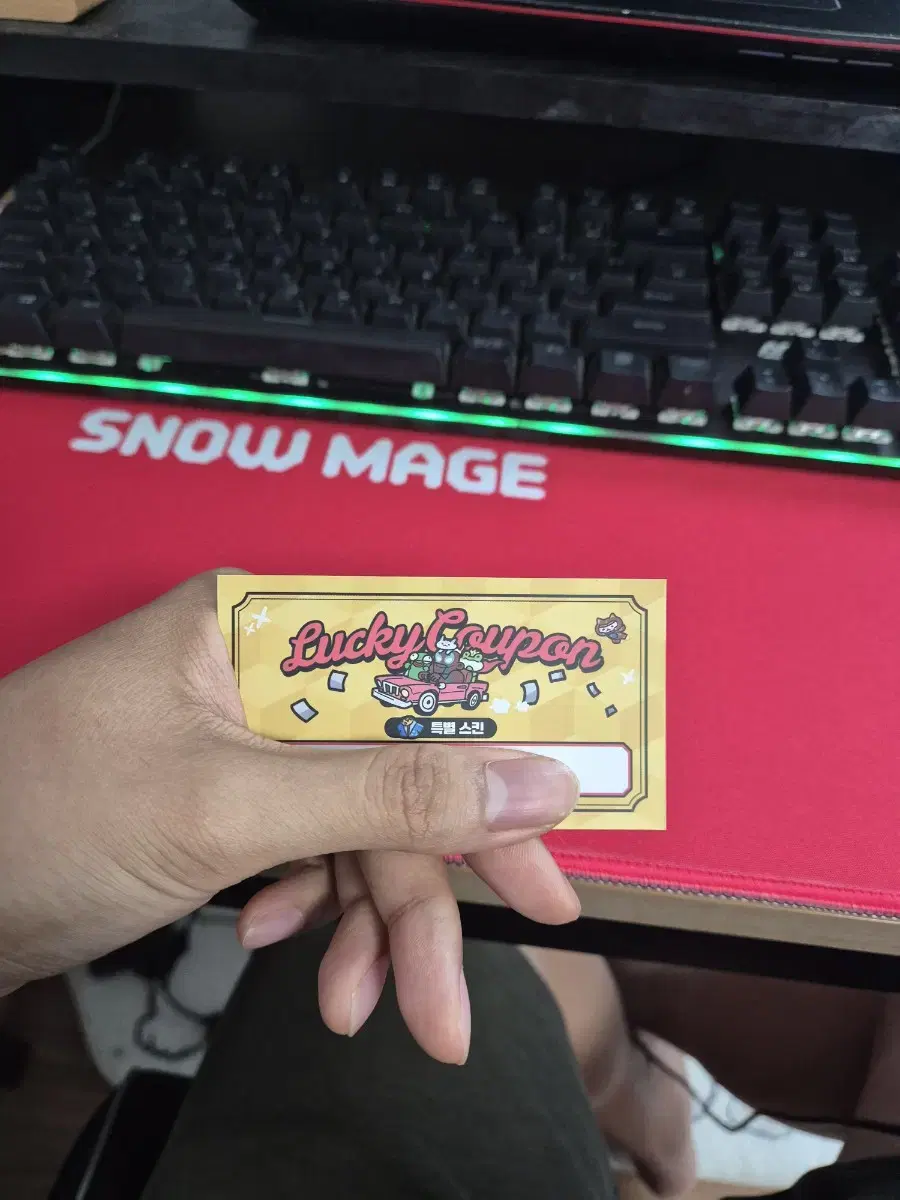 SNOW MAGE
Lucky Coupon
특별 스킨